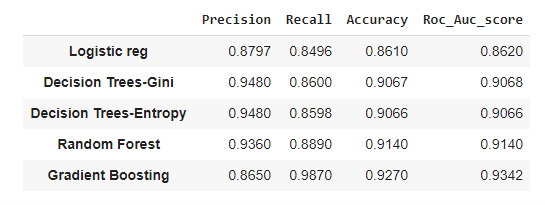 Precision Recall Accuracy Roc_Auc_score
Logistic reg 0.8797 0.8496 0.8610 0.8620
Decision Trees-Gini 0.9480 0.8600 0.9067 0.9068
Decision Trees-Entropy 0.9480 0.8598 0.9066 0.9066
Random Forest 0.9360 0.8890 0.9140 0.9140
Gradient Boosting 0.8650 0.9870 0.9270 0.9342